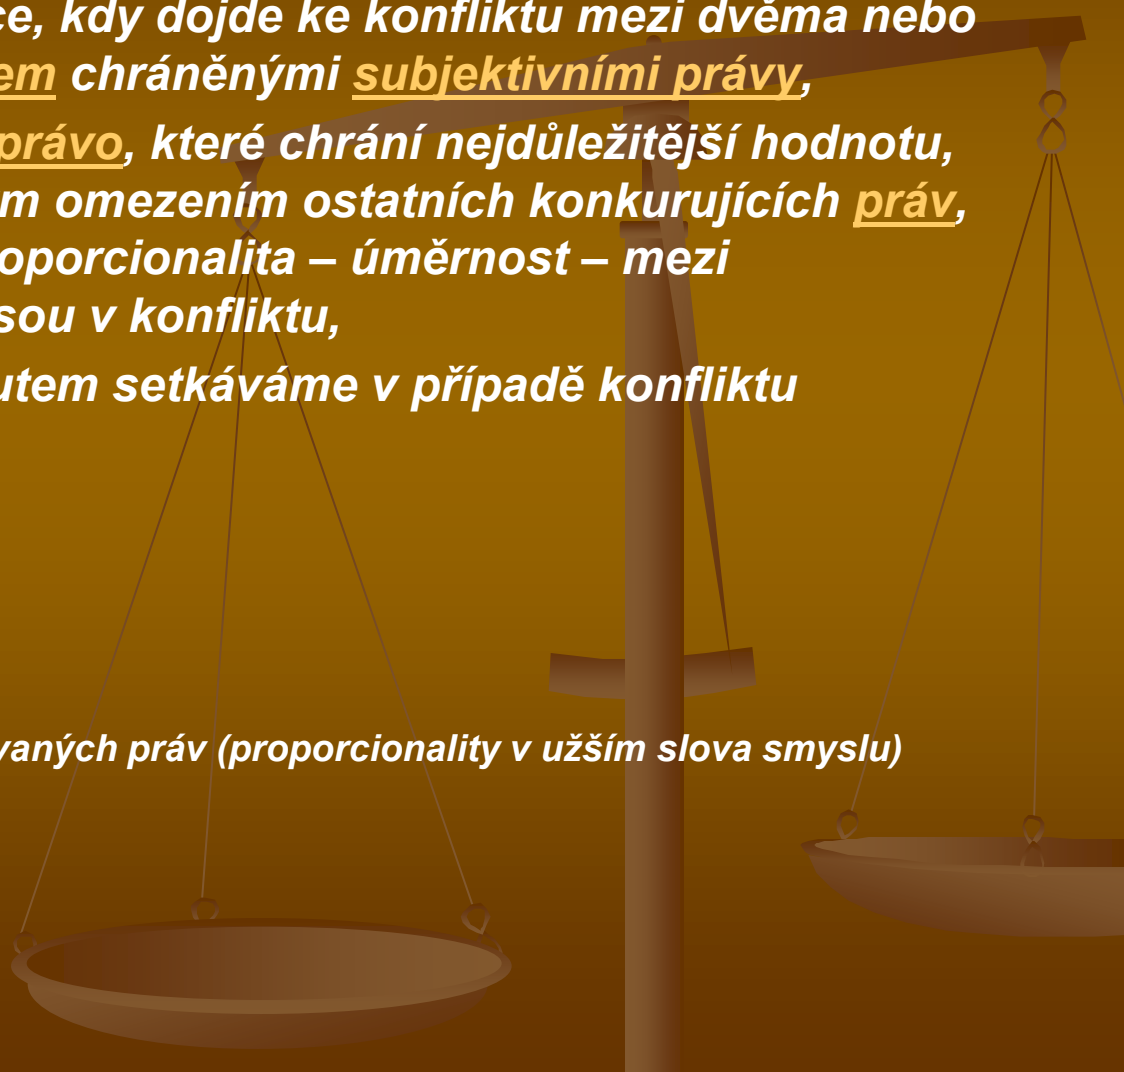 ce, kdy dojde ke konfliktu mezi dvěma nebo
em chráněnými subjektivními právy,
právo, které chrání nejdůležitější hodnotu,
m omezením ostatních konkurujících práv,
oporcionalita – úměrnost – mezi
sou v konfliktu,
utem setkáváme v případě konfliktu
vaných práv (proporcionality v užším slova smyslu)